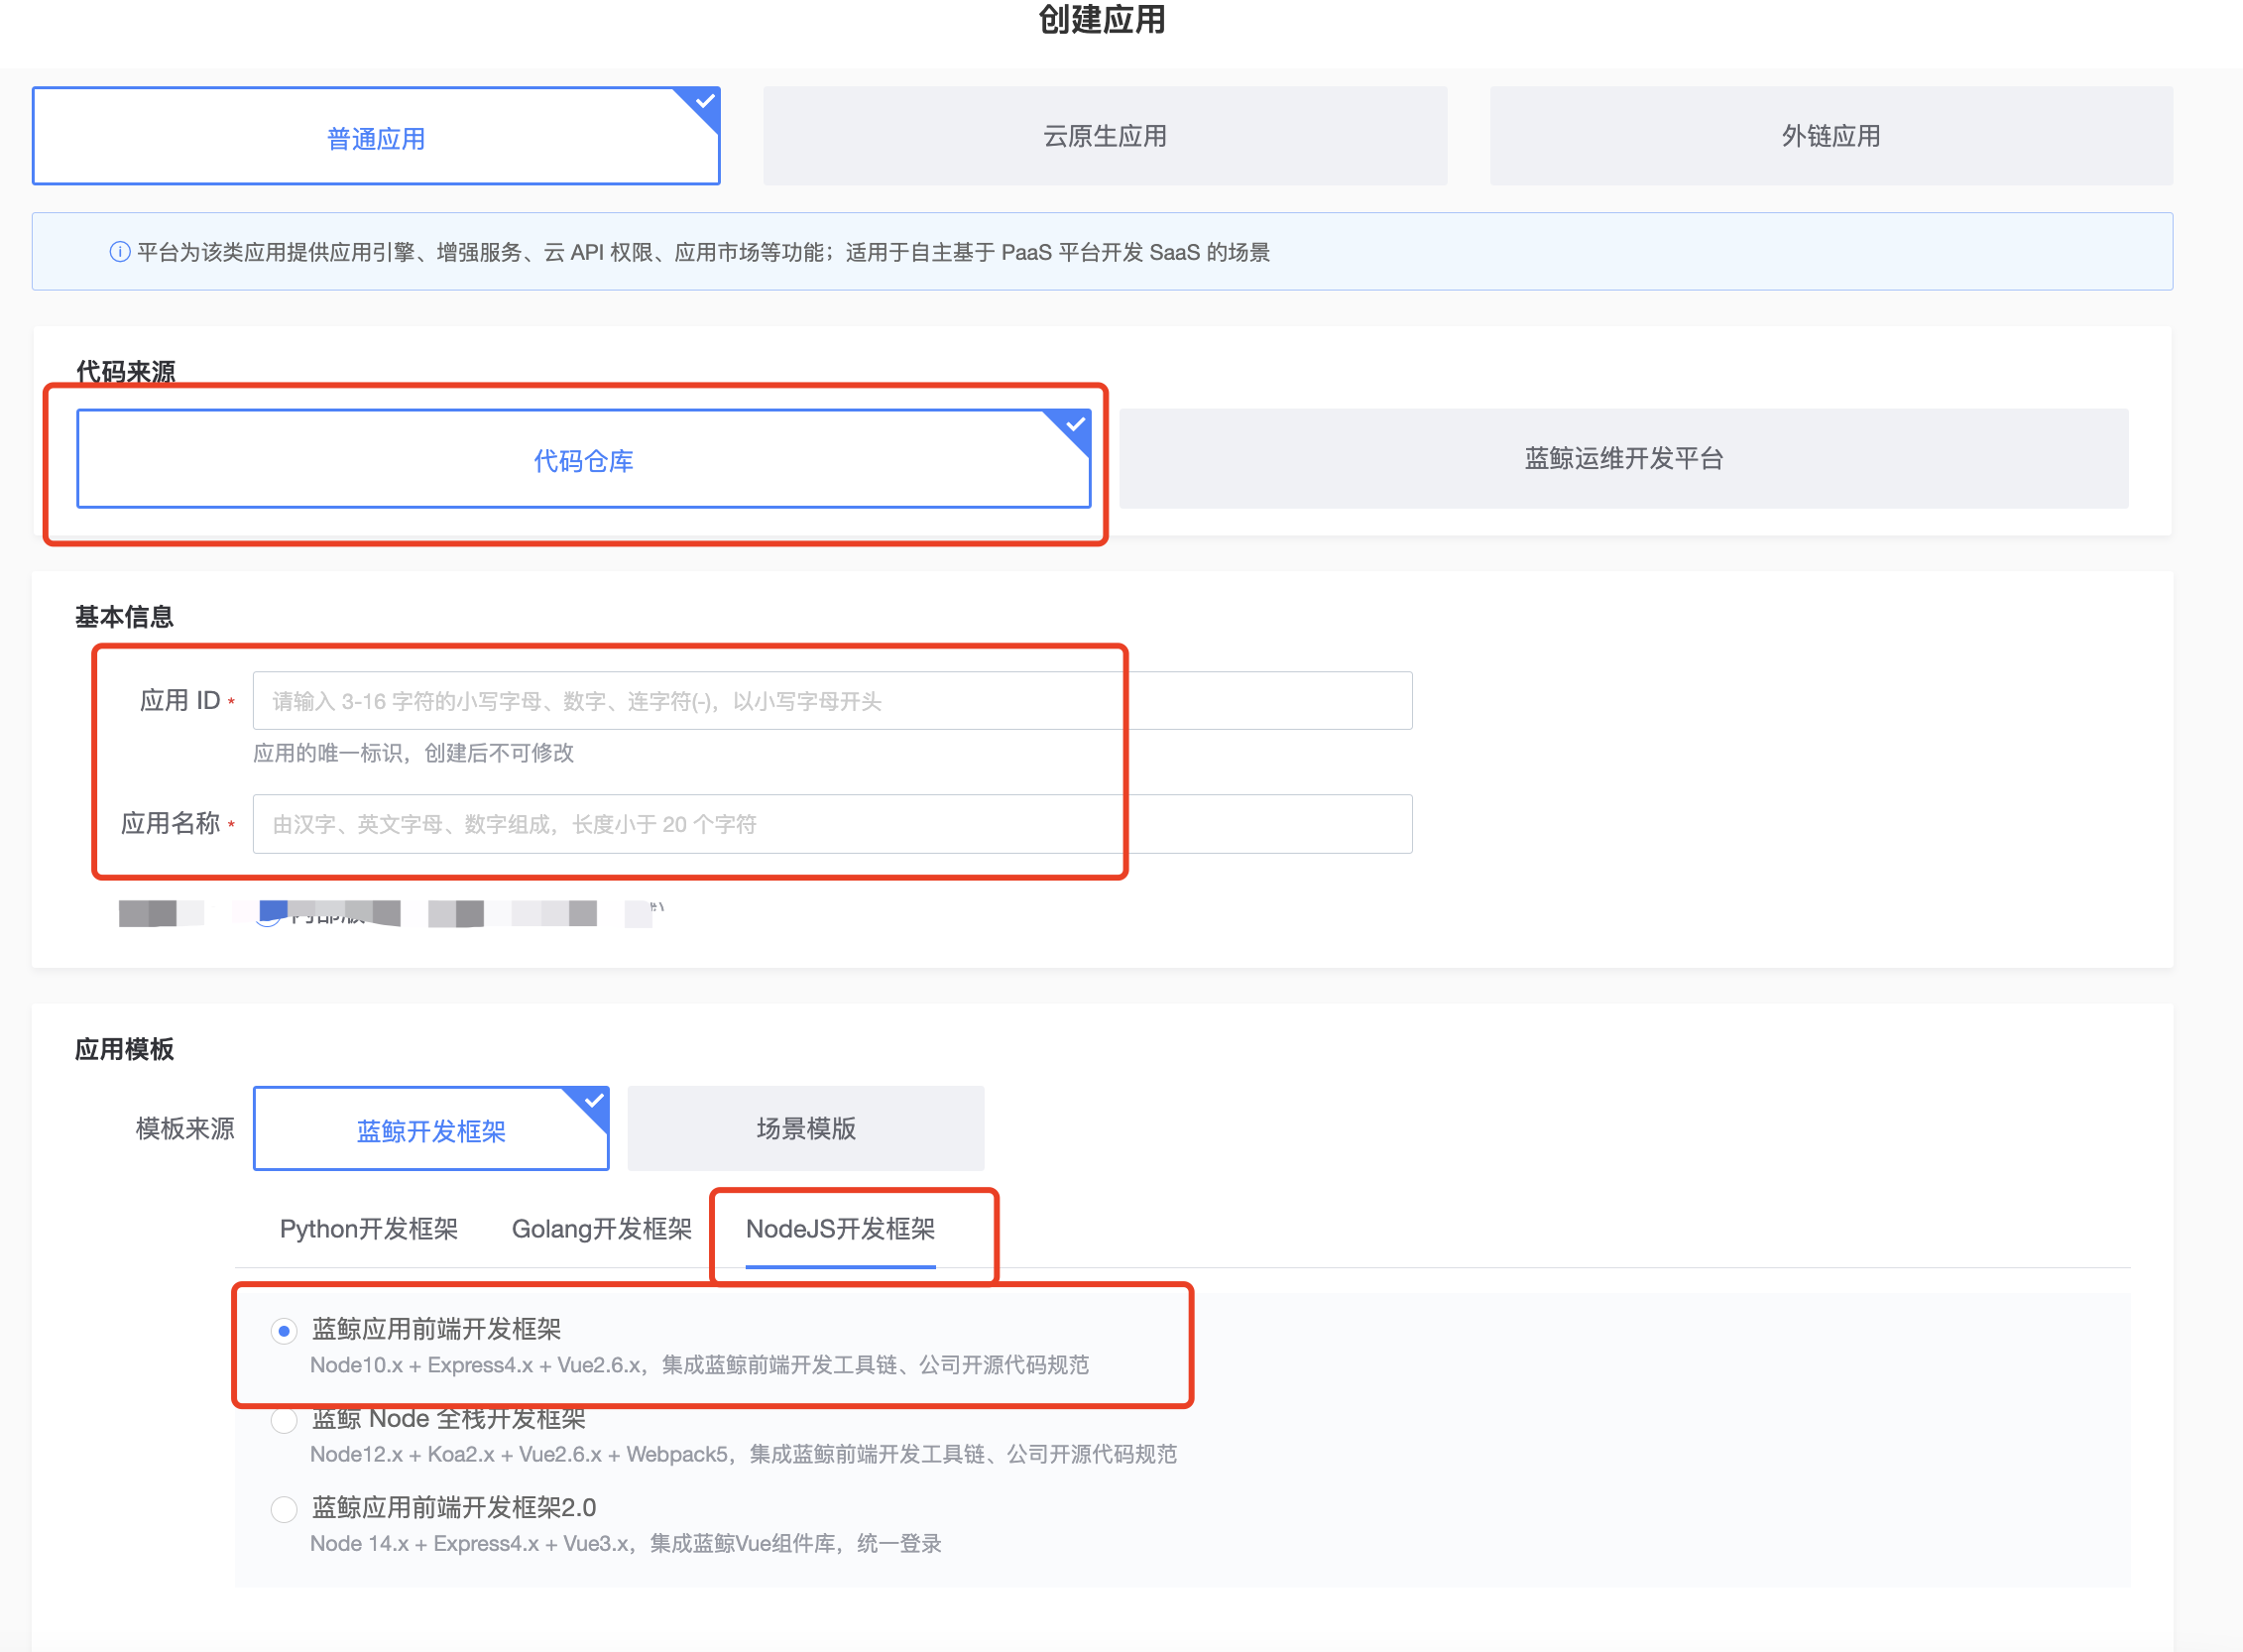 创建应用
普通应用
云原生应用
外链应用
平台为该类应用提供应用引擎、增强服务、云 API 权限、应用市场等功能；适用于自主基于 PaaS 平台开发 SaaS 的场景
代码来源
代码仓库
蓝鲸运维开发平台
基本信息
应用 ID *
请输入 3-16 字符的小写字母、数字、连字符(-)，以小写字母开头
应用的唯一标识，创建后不可修改
应用名称 *
由汉字、英文字母、数字组成，长度小于 20 个字符
应用模板
模板来源
蓝鲸开发框架
场景模版
Python开发框架
Golang开发框架
NodeJS开发框架
蓝鲸应用前端开发框架
Node10.x + Express4.x + Vue2.6.x，集成蓝鲸前端开发工具链、公司开源代码规范
蓝鲸 Node 全栈开发框架
Node12.x + Koa2.x + Vue2.6.x + Webpack5，集成蓝鲸前端开发工具链、公司开源代码规范
蓝鲸应用前端开发框架2.0
Node 14.x + Express4.x + Vue3.x，集成蓝鲸Vue组件库，统一登录